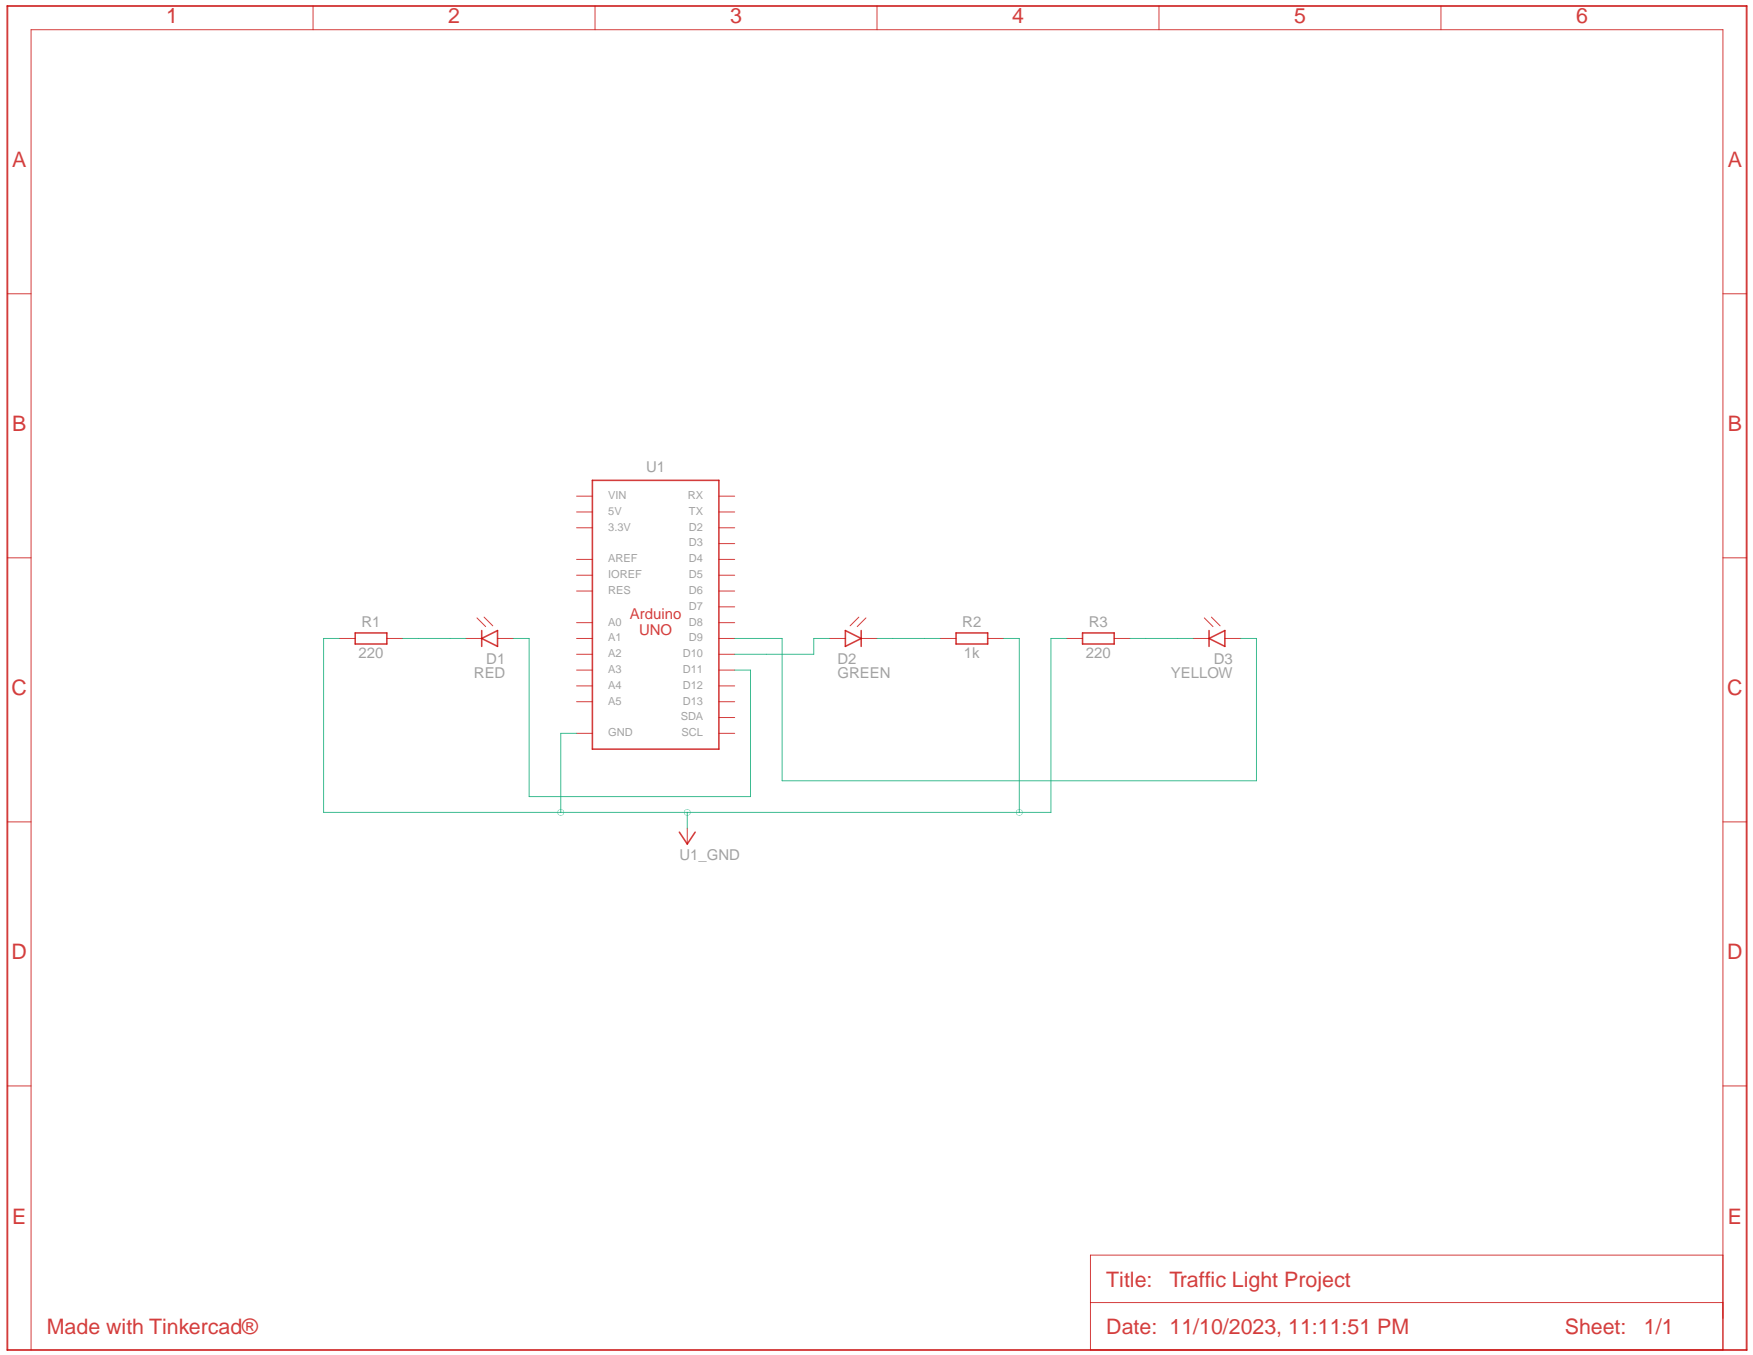 1 2 3 4 5 6
A A
B B
U1
VIN RX
5V TX
3.3V D2
D3
AREF D4
IOREF D5
RES D6
D7
Arduino
UNO
A0 D8
A1 D9
A2 D10
A3 D11
A4 D12
A5 D13
SDA
GND SCL
R1
220
D1
RED
D2
GREEN
R2
1k
R3
220
D3
YELLOW
C C
U1_GND
D D
E E
Title: Traffic Light Project
Date: 11/10/2023, 11:11:51 PM Sheet: 1/1
Made with Tinkercad®